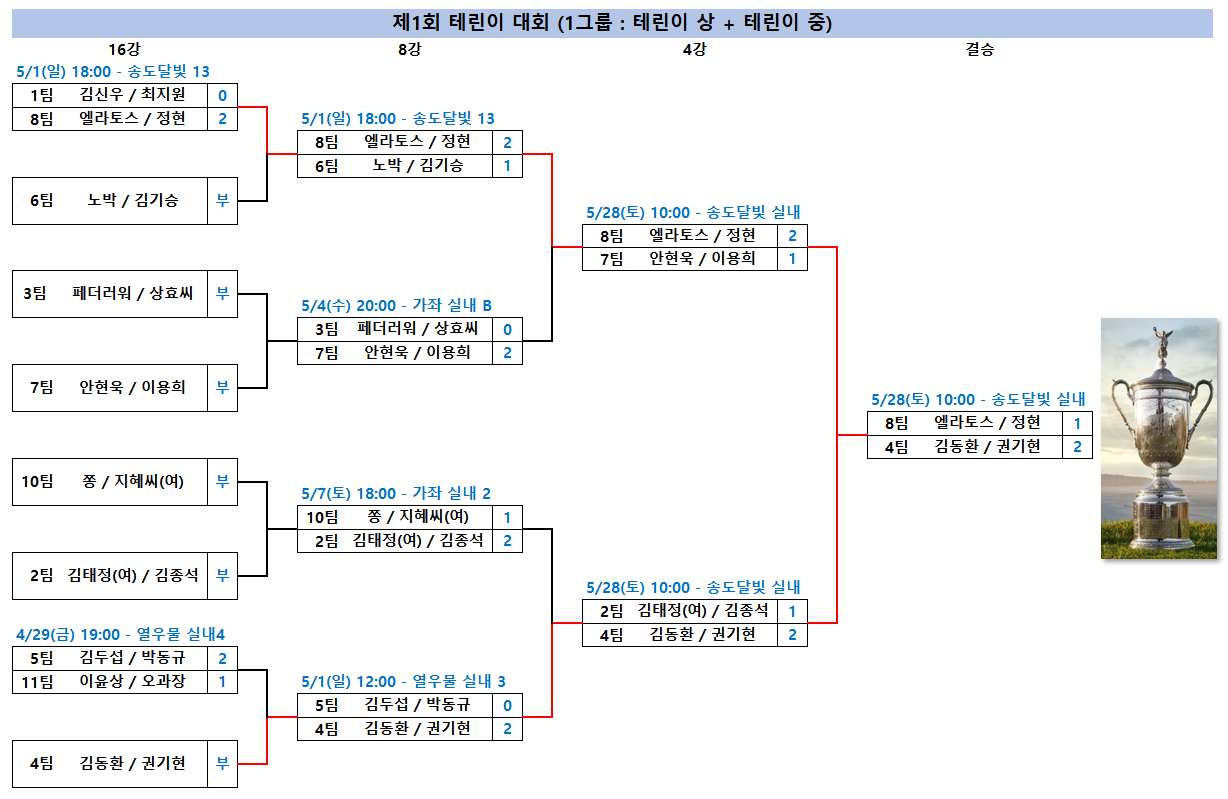 제1회 테린이 대회 (1그룹 : 테린이 상 + 테린이 중)
16강 8강 4강 결승
5/1(일) 18:00 - 송도달빛 13
1팀 김신우 / 최지원 0
8팀 엘라토스 / 정현 2
6팀 노박 / 김기승 부
3팀 페더러워 / 상효씨 부
7팀 안현욱 / 이용희 부
10팀 쫑 / 지혜씨(여) 부
2팀 김태정(여) / 김종석 부
4/29(금) 19:00 - 열우물 실내4
5팀 김두섭 / 박동규 2
11팀 이윤상 / 오과장 1
4팀 김동환 / 권기현 부
5/1(일) 18:00 - 송도달빛 13
8팀 엘라토스 / 정현 2
6팀 노박 / 김기승 1
5/4(수) 20:00 - 가좌 실내 B
3팀 페더러워 / 상효씨 0
7팀 안현욱 / 이용희 2
5/7(토) 18:00 - 가좌 실내 2
10팀 쫑 / 지혜씨(여) 1
2팀 김태정(여) / 김종석 2
5/1(일) 12:00 - 열우물 실내 3
5팀 김두섭 / 박동규 0
4팀 김동환 / 권기현 2
5/28(토) 10:00 - 송도달빛 실내
8팀 엘라토스 / 정현 2
7팀 안현욱 / 이용희 1
5/28(토) 10:00 - 송도달빛 실내
2팀 김태정(여) / 김종석 1
4팀 김동환 / 권기현 2
5/28(토) 10:00 - 송도달빛 실내
8팀 엘라토스 / 정현 1
4팀 김동환 / 권기현 2